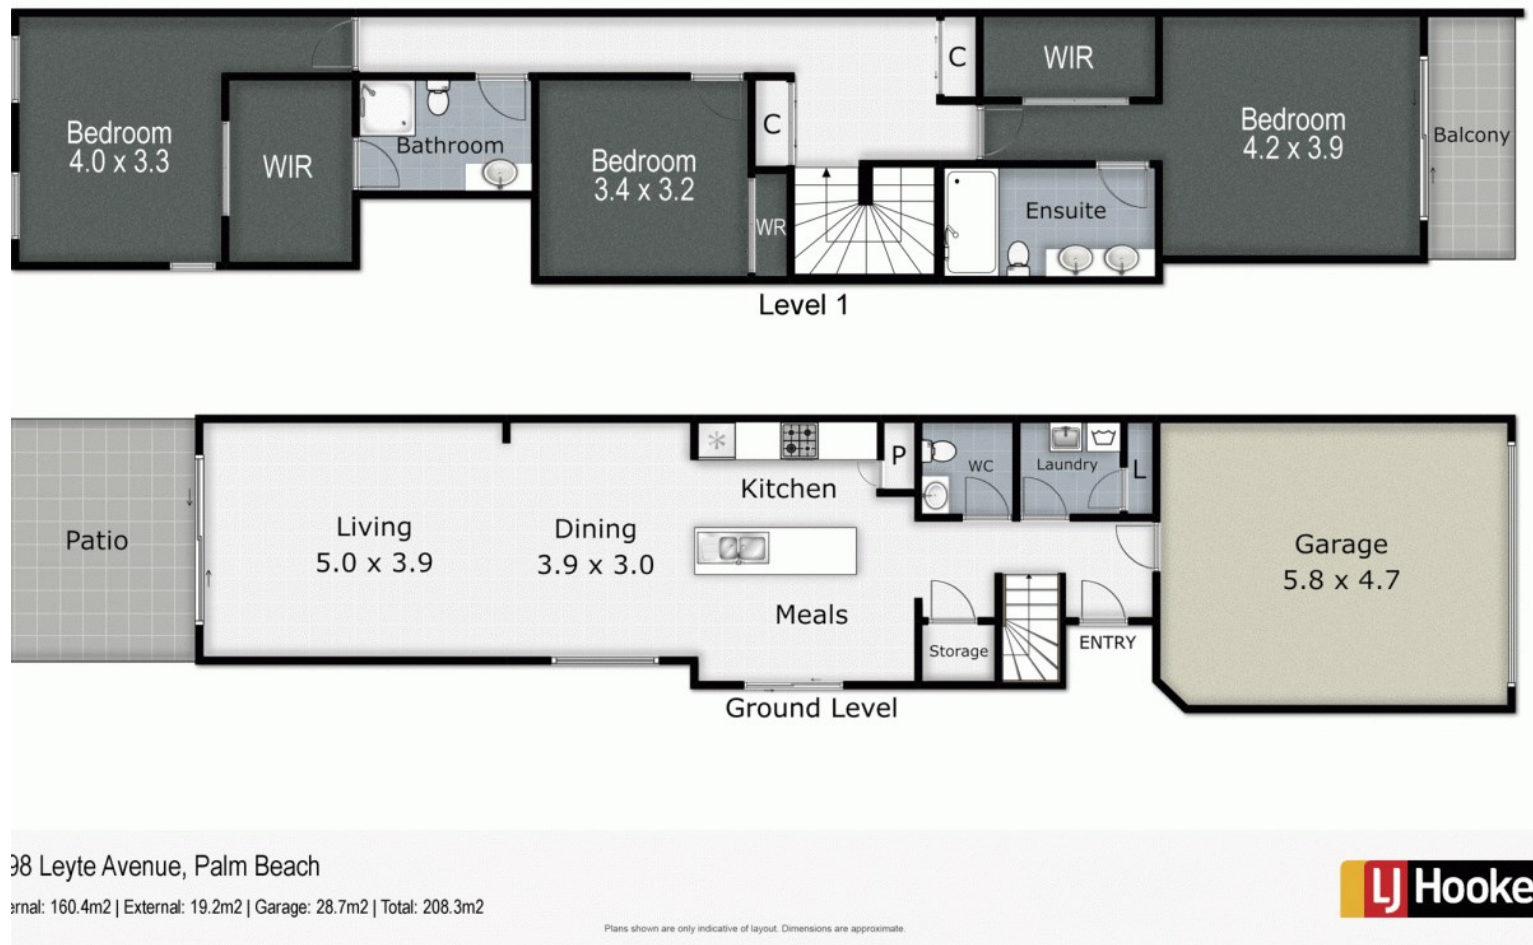 Bedroom
4.0 x 3.3
WIR
Bathroom
Bedroom
3.4 x 3.2
C
WR
C
WIR
Ensuite
Bedroom
4.2 x 3.9
Balcony
Level 1
Patio
Living
5.0 x 3.9
Dining
3.9 x 3.0
Kitchen
P
Meals
WC
Laundry
L
Storage
ENTRY
Garage
5.8 x 4.7
Ground Level
98 Leyte Avenue, Palm Beach
ernal: 160.4m2 | External: 19.2m2 | Garage: 28.7m2 | Total: 208.3m2
LJ Hooke
Plans shown are only indicative of layout. Dimensions are approximate.